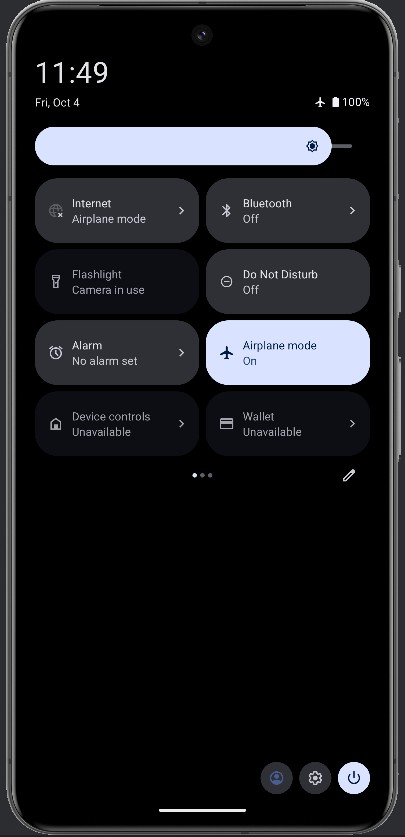 11:49
Fri, Oct 4
100%
Internet
Airplane mode
Bluetooth
Off
Flashlight
Camera in use
Do Not Disturb
Off
Alarm
No alarm set
Airplane mode
On
Device controls
Unavailable
Wallet
Unavailable